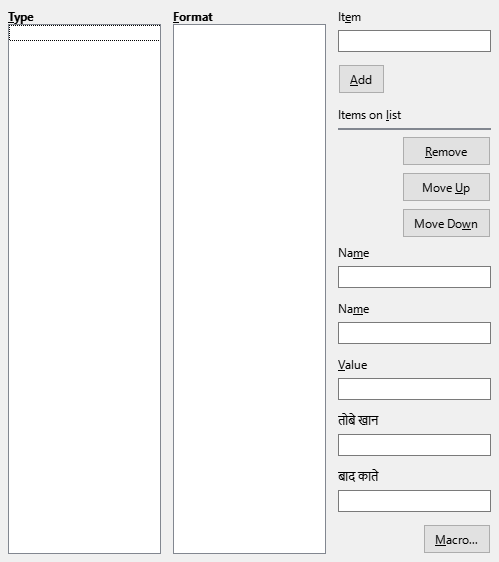 Type
Format
Item
Add
Items on list
Remove
Move Up
Move Down
Name
Name
Value
तोबे खान
बाद काते
Macro...